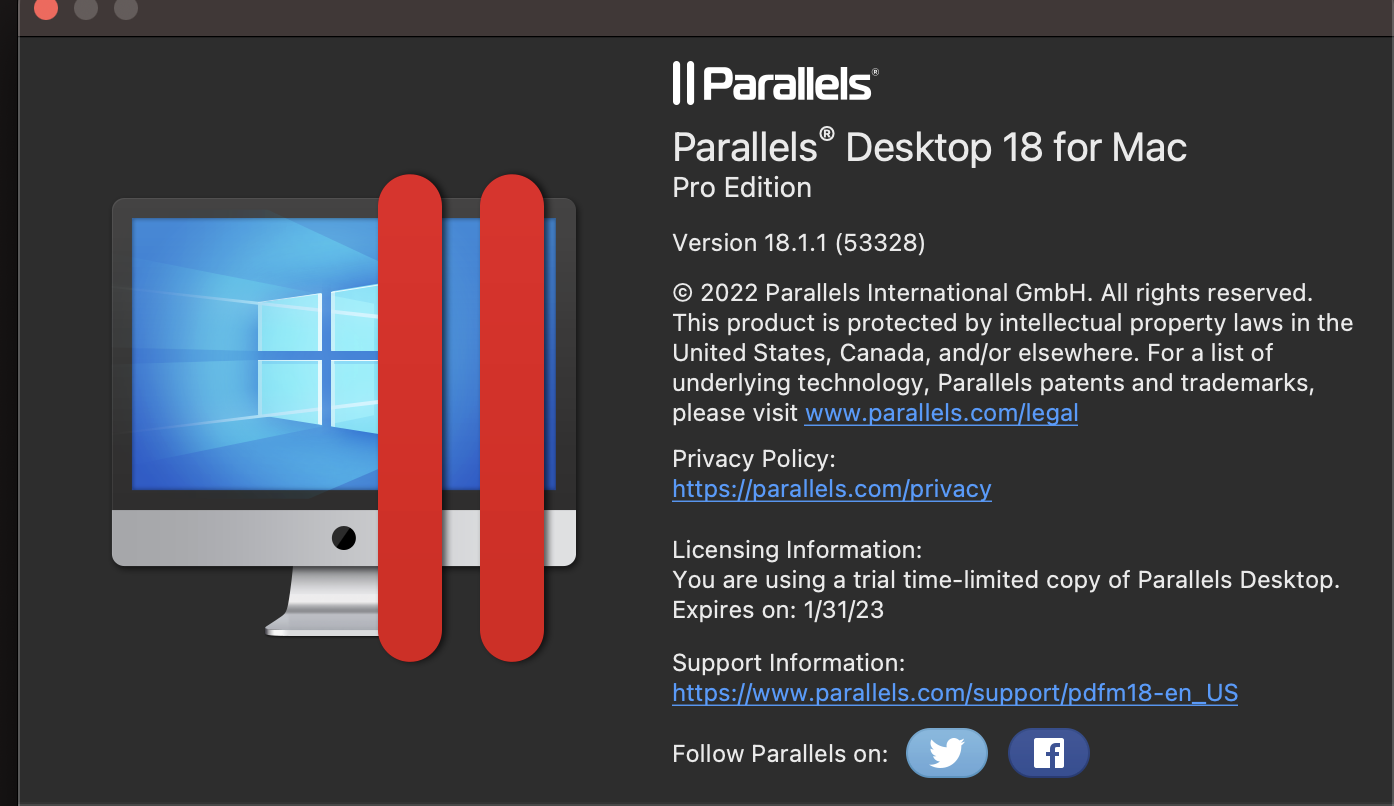 Parallels®
Parallels® Desktop 18 for Mac
Pro Edition
Version 18.1.1 (53328)
© 2022 Parallels International GmbH. All rights reserved.
This product is protected by intellectual property laws in the
United States, Canada, and/or elsewhere. For a list of
underlying technology, Parallels patents and trademarks,
please visit www.parallels.com/legal
Privacy Policy:
https://parallels.com/privacy
Licensing Information:
You are using a trial time-limited copy of Parallels Desktop.
Expires on: 1/31/23
Support Information:
https://www.parallels.com/support/pdfm18-en_US
Follow Parallels on: